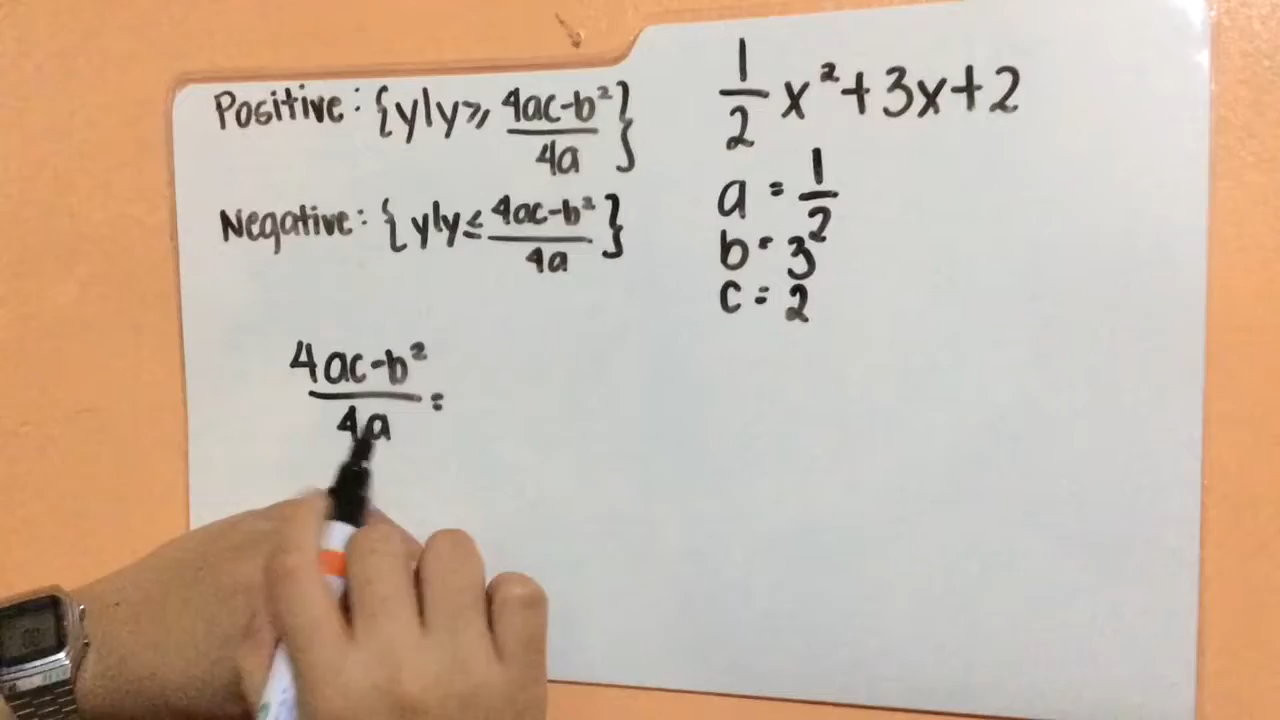 Positive: {y|y ≥ (4ac-b²)/4a}
Negative: {y|y ≤ (4ac-b²)/4a}
(4ac-b²)/4a =
1/2 x² + 3x + 2
a = 1/2
b = 3
c = 2